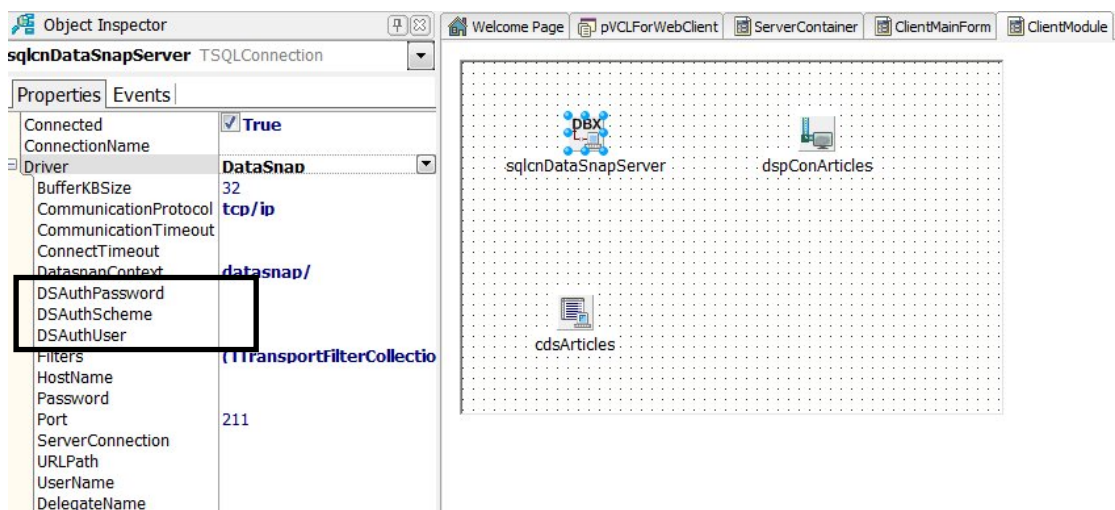 Object Inspector
sqlcnDataSnapServer TSQLConnection
Properties Events
Connected True
ConnectionName
Driver DataSnap
BufferKBSize 32
CommunicationProtocol tcp/ip
CommunicationTimeout
ConnectTimeout
DatasnapContext datasnap/
DSAuthPassword
DSAuthScheme
DSAuthUser
Filters (TTransportFilterCollectio
HostName
Password
Port 211
ServerConnection
URLPath
UserName
DelegateName
Welcome Page pVCLForWebClient ServerContainer ClientMainForm ClientModule
DBX
sqlcnDataSnapServer dspConArticles
cdsArticles